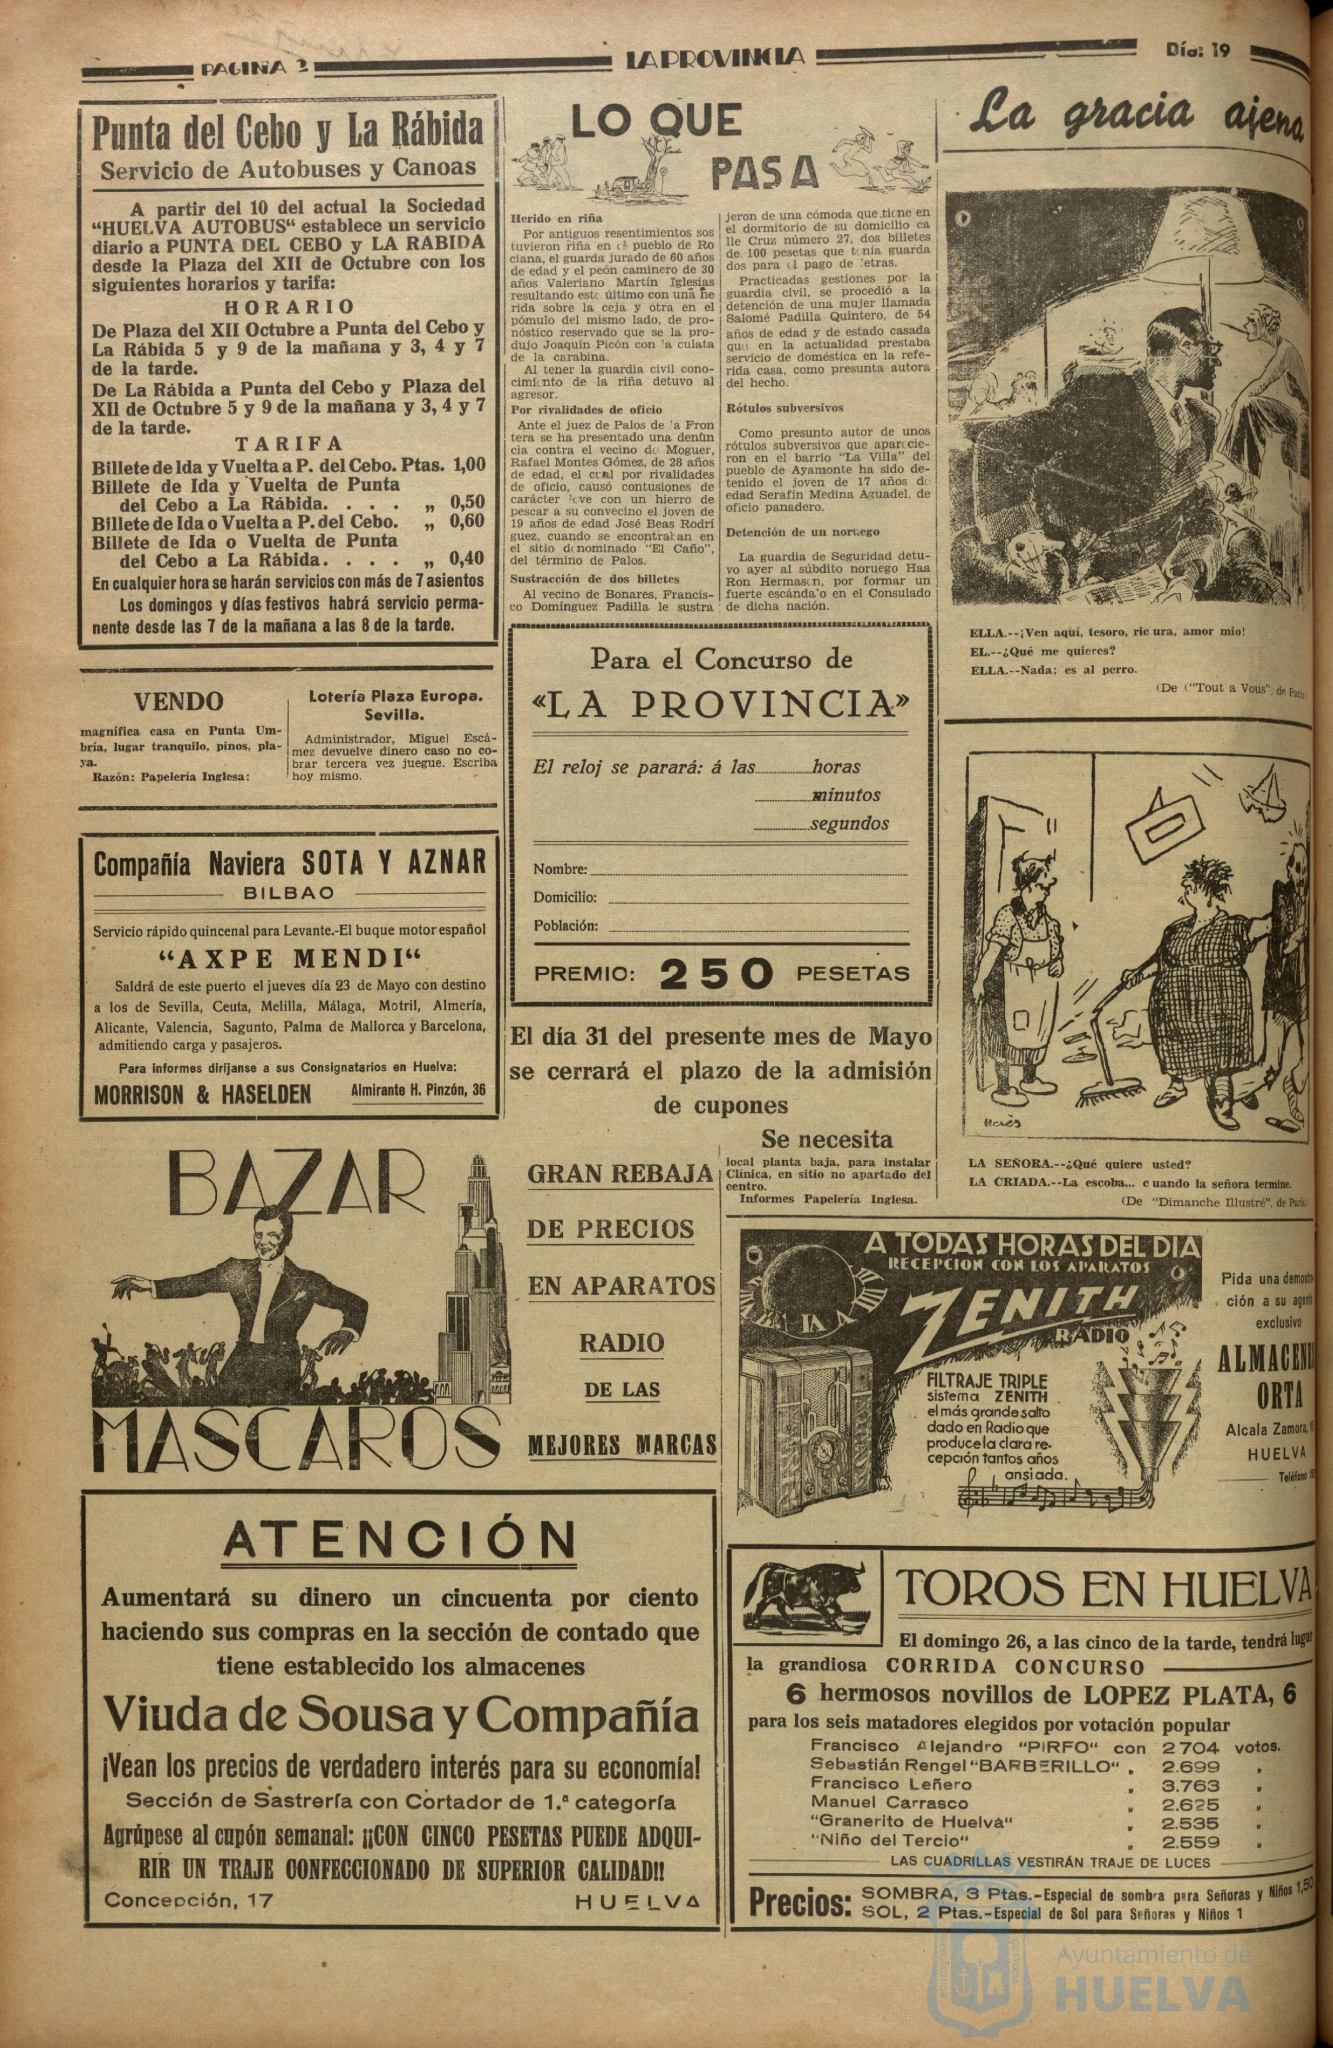 PAGINA 2
LA PROVINCIA
Día: 19
Punta del Cebo y La Rábida
Servicio de Autobuses y Canoas
A partir del 10 del actual la Sociedad
"HUELVA AUTOBUS" establece un servicio
diario a PUNTA DEL CEBO y LA RABIDA
desde la Plaza del XII de Octubre con los
siguientes horarios y tarifa:
HORARIO
De Plaza del XII Octubre a Punta del Cebo y
La Rábida 5 y 9 de la mañana y 3, 4 y 7
de la tarde.
De La Rábida a Punta del Cebo y Plaza del
XII de Octubre 5 y 9 de la mañana y 3, 4 y 7
de la tarde.
TARIFA
Billete de Ida y Vuelta a P. del Cebo. Ptas. 1,00
Billete de Ida y Vuelta de Punta
del Cebo a La Rábida. . . . „ 0,50
Billete de Ida o Vuelta a P. del Cebo. „ 0,60
Billete de Ida o Vuelta de Punta
del Cebo a La Rábida. . . . „ 0,40
En cualquier hora se harán servicios con más de 7 asientos
Los domingos y días festivos habrá servicio perma-
nente desde las 7 de la mañana a las 8 de la tarde.
VENDO
magnífica casa en Punta Um-
bría, lugar tranquilo, pinos, pla-
ya.
Razón: Papelería Inglesa:
Lotería Plaza Europa.
Sevilla.
Administrador, Miguel Escá-
mez devuelve dinero caso no co-
brar tercera vez juegue. Escriba
hoy mismo.
Compañía Naviera SOTA Y AZNAR
BILBAO
Servicio rápido quincenal para Levante.-El buque motor español
"AXPE MENDI"
Saldrá de este puerto el jueves día 23 de Mayo con destino
a los de Sevilla, Ceuta, Melilla, Málaga, Motril, Almería,
Alicante, Valencia, Sagunto, Palma de Mallorca y Barcelona,
admitiendo carga y pasajeros.
Para informes diríjanse a sus Consignatarios en Huelva:
MORRISON & HASELDEN Almirante H. Pinzón, 36
LO QUE
PASA
Herido en riña
Por antiguos resentimientos sos
tuvieron riña en el pueblo de Ro
ciana, el guarda jurado de 60 años
de edad y el peón caminero de 30
años Valeriano Martín Iglesias
resultando este último con una he
rida sobre la ceja y otra en el
pómulo del mismo lado, de pro-
nóstico reservado que se la pro-
dujo Joaquín Picón con la culata
de la carabina.
Al tener la guardia civil cono-
cimiento de la riña detuvo al
agresor.
Por rivalidades de oficio
Ante el juez de Palos de la Fron
tera se ha presentado una denún
cia contra el vecino de Moguer,
Rafael Montes Gómez, de 28 años
de edad, el cual por rivalidades
de oficio, causó contusiones de
carácter leve con un hierro de
pescar a su convecino el joven de
19 años de edad José Beas Rodrí
guez, cuando se encontraban en
el sitio denominado "El Caño",
del término de Palos.
Sustracción de dos billetes
Al vecino de Bonares, Francis-
co Domínguez Padilla le sustra
jeron de una cómoda que tiene en
el dormitorio de su domicilio ca
lle Cruz número 27, dos billetes
de 100 pesetas que tenía guarda
dos para el pago de letras.
Practicadas gestiones por la
guardia civil, se procedió a la
detención de una mujer llamada
Salomé Padilla Quintero, de 54
años de edad y de estado casada
que en la actualidad prestaba
servicio de doméstica en la refe-
rida casa, como presunta autora
del hecho.
Rótulos subversivos
Como presunto autor de unos
rótulos subversivos que aparecie-
ron en el barrio "La Villa" del
pueblo de Ayamonte ha sido de-
tenido el joven de 17 años de
edad Serafín Medina Aguadel, de
oficio panadero.
Detención de un noruego
La guardia de Seguridad detu-
vo ayer al súbdito noruego Haa
Ron Hermasen, por formar un
fuerte escándalo en el Consulado
de dicha nación.
Para el Concurso de
«LA PROVINCIA»
El reloj se parará: á las horas
minutos
segundos
Nombre:
Domicilio:
Población:
PREMIO: 250 PESETAS
El día 31 del presente mes de Mayo
se cerrará el plazo de la admisión
de cupones
Se necesita
local planta baja, para instalar
Clínica, en sitio no apartado del
centro.
Informes Papelería Inglesa.
La gracia ajena
ELLA.--¡Ven aquí, tesoro, ricura, amor mio!
EL.--¿Qué me quieres?
ELLA.--Nada; es al perro.
(De ("Tout a Vous", de París)
Herès
LA SEÑORA.--¿Qué quiere usted?
LA CRIADA.--La escoba... cuando la señora termine.
(De "Dimanche Illustré", de París)
BAZAR
MASCAROS
GRAN REBAJA
DE PRECIOS
EN APARATOS
RADIO
DE LAS
MEJORES MARCAS
A TODAS HORAS DEL DIA
RECEPCION CON LOS APARATOS
ZENITH
RADIO
FILTRAJE TRIPLE
sistema ZENITH
el más grande salto
dado en Radio que
produce la clara re-
cepción tantos años
ansiada.
Pida una demostra-
ción a su agente
exclusivo
ALMACENES
ORTA
Alcala Zamora,
HUELVA
Teléfono
ATENCIÓN
Aumentará su dinero un cincuenta por ciento
haciendo sus compras en la sección de contado que
tiene establecido los almacenes
Viuda de Sousa y Compañía
¡Vean los precios de verdadero interés para su economía!
Sección de Sastrería con Cortador de 1.ª categoría
Agrúpese al cupón semanal: ¡¡CON CINCO PESETAS PUEDE ADQUI-
RIR UN TRAJE CONFECCIONADO DE SUPERIOR CALIDAD!!
Concepción, 17 HUELVA
TOROS EN HUELVA
El domingo 26, a las cinco de la tarde, tendrá lugar
la grandiosa CORRIDA CONCURSO
6 hermosos novillos de LOPEZ PLATA, 6
para los seis matadores elegidos por votación popular
Francisco Alejandro "PIRFO" con 2704 votos.
Sebastián Rengel "BARBERILLO" „ 2.699 „
Francisco Leñero „ 3.763 „
Manuel Carrasco „ 2.625 „
"Granerito de Huelva" „ 2.535 „
"Niño del Tercio" „ 2.559 „
LAS CUADRILLAS VESTIRÁN TRAJE DE LUCES
Precios: SOMBRA, 3 Ptas.-Especial de sombra para Señoras y Niños 1,50
SOL, 2 Ptas.-Especial de Sol para Señoras y Niños 1
Ayuntamiento de
HUELVA